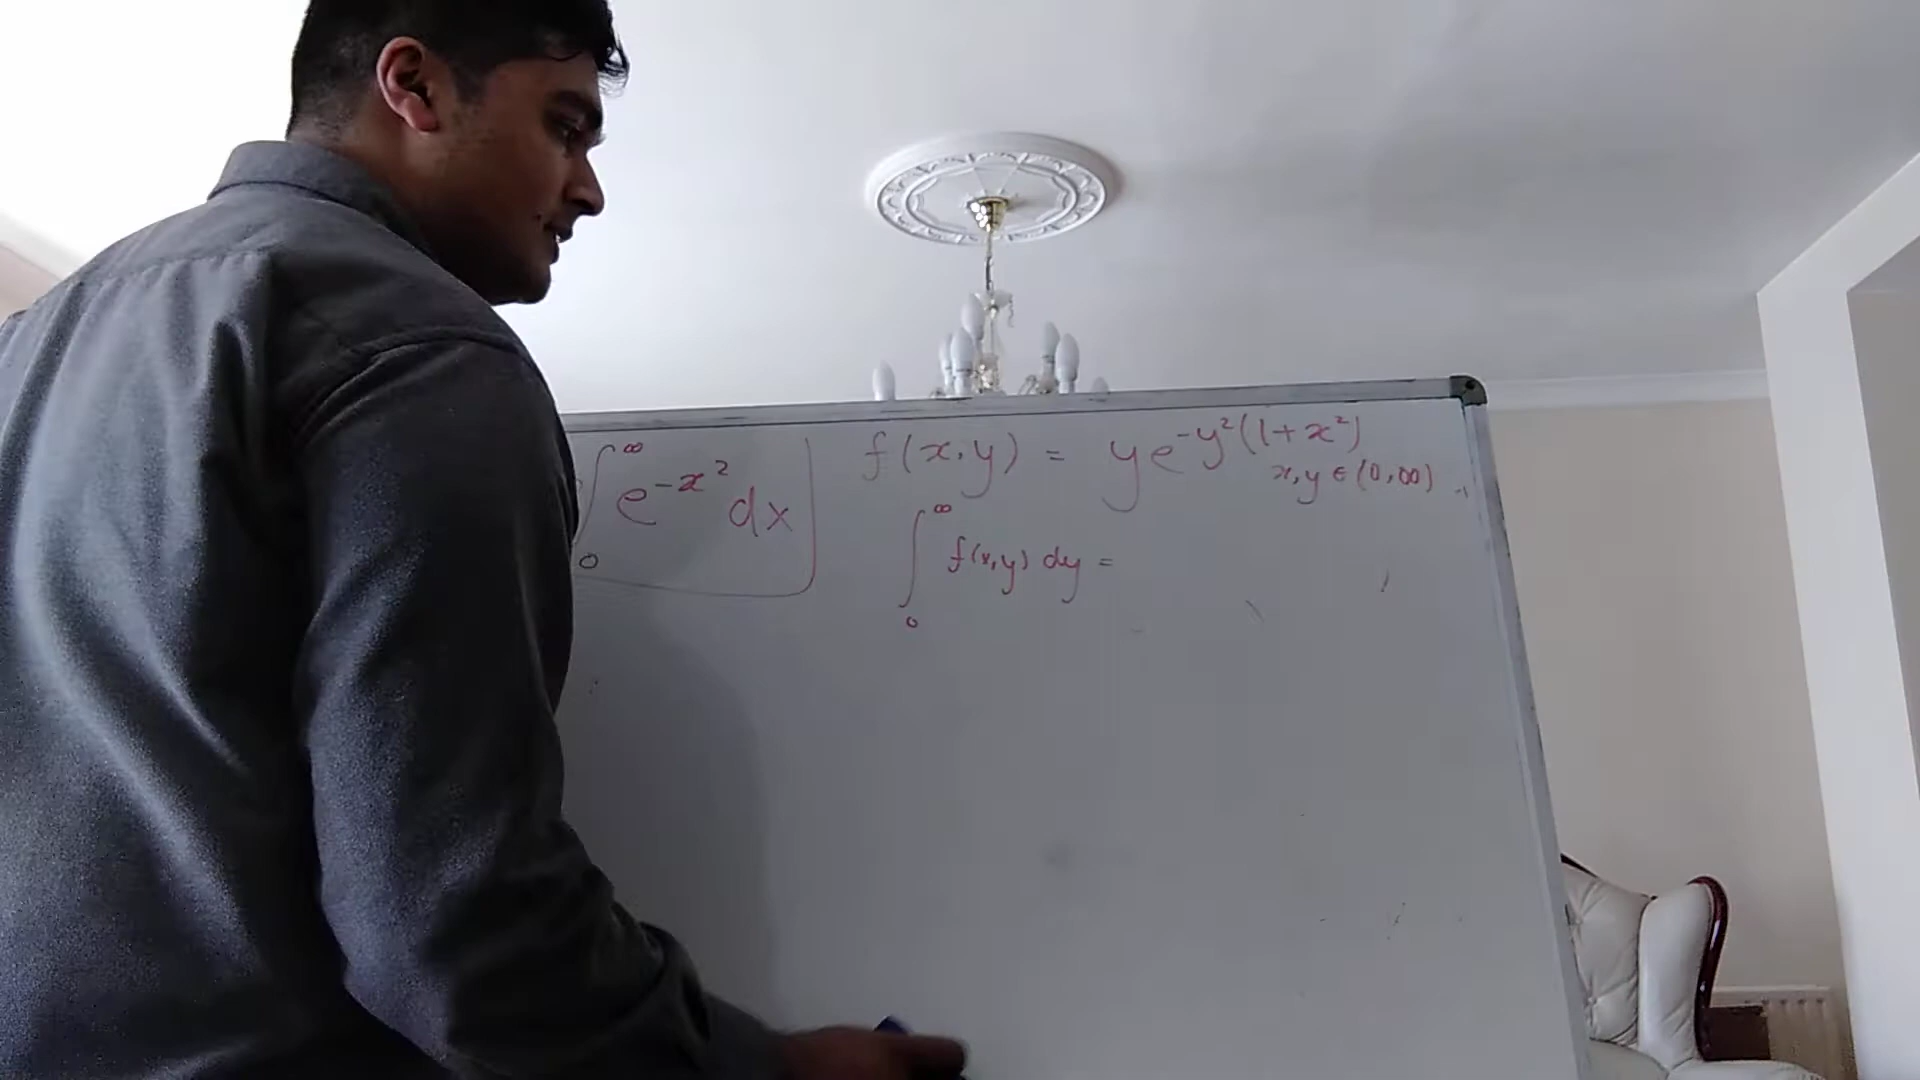 ∫₀^∞ e^{-x²} dx
f(x,y) = ye^{-y²(1+x²)}
x,y ∈ (0,∞)
∫₀^∞ f(x,y) dy =